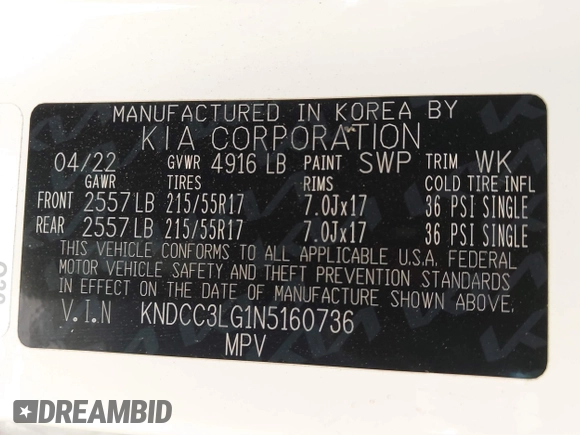 MANUFACTURED IN KOREA BY
KIA CORPORATION
04/22 GVWR 4916 LB PAINT SWP TRIM WK
GAWR TIRES RIMS COLD TIRE INFL
FRONT 2557 LB 215/55R17 7.0Jx17 36 PSI SINGLE
REAR 2557 LB 215/55R17 7.0Jx17 36 PSI SINGLE
THIS VEHICLE CONFORMS TO ALL APPLICABLE U.S.A. FEDERAL
MOTOR VEHICLE SAFETY AND THEFT PREVENTION STANDARDS
IN EFFECT ON THE DATE OF MANUFACTURE SHOWN ABOVE.
V.I.N KNDCC3LG1N5160736
MPV
DREAMBID